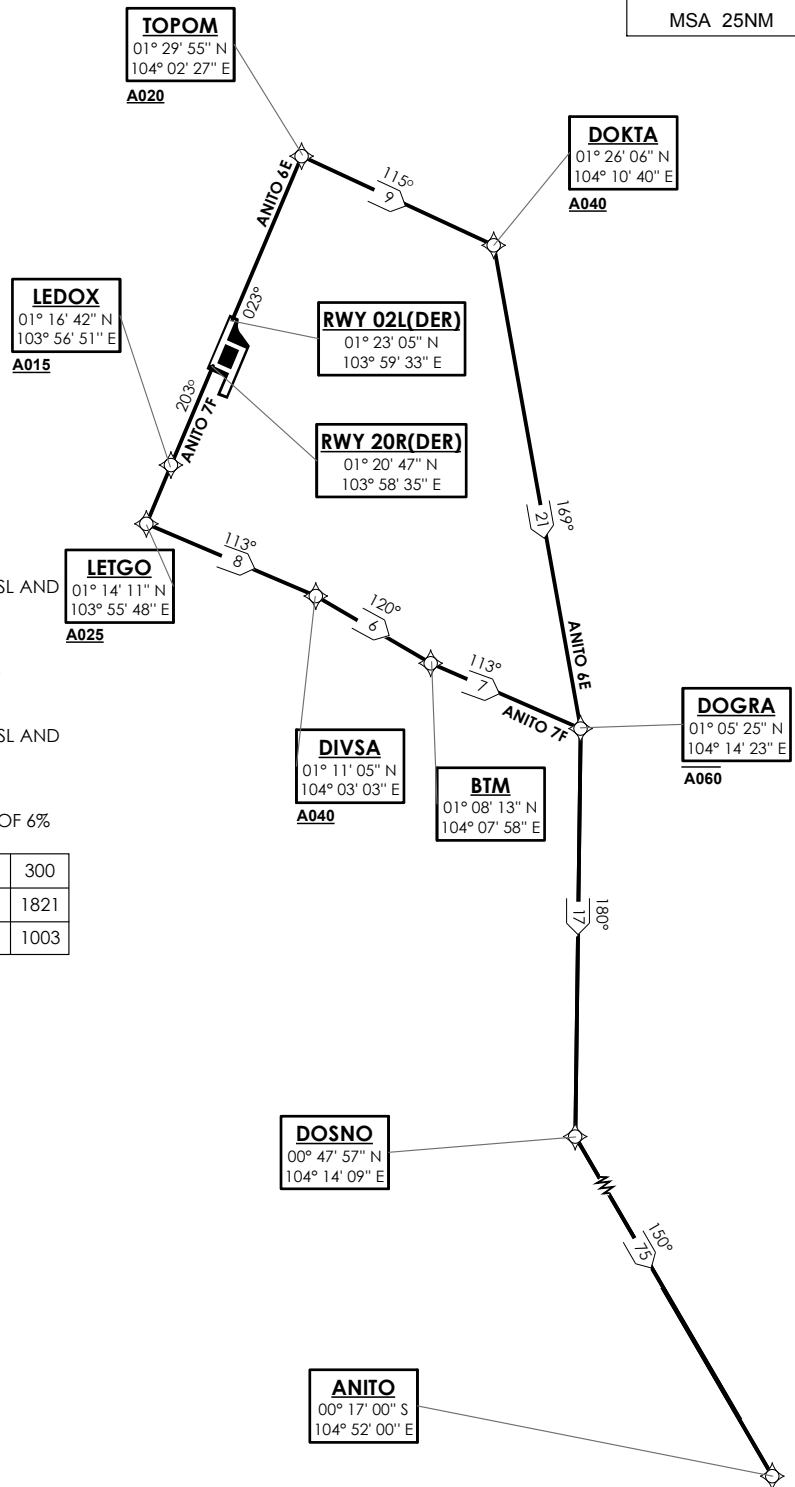 MSA 25NM
TOPOM
01° 29' 55" N
104° 02' 27" E
A020
DOKTA
01° 26' 06" N
104° 10' 40" E
A040
ANITO 6E
115°
9
LEDOX
01° 16' 42" N
103° 56' 51" E
A015
023°
RWY 02L(DER)
01° 23' 05" N
103° 59' 33" E
203°
ANITO 7F
RWY 20R(DER)
01° 20' 47" N
103° 58' 35" E
169°
21
LETGO
01° 14' 11" N
103° 55' 48" E
A025
SL AND
113°
8
120°
6
113°
7
ANITO 7F
ANITO 6E
DOGRA
01° 05' 25" N
104° 14' 23" E
A060
SL AND
DIVSA
01° 11' 05" N
104° 03' 03" E
A040
BTM
01° 08' 13" N
104° 07' 58" E
OF 6%
300
1821
1003
180°
17
DOSNO
00° 47' 57" N
104° 14' 09" E
150°
75
ANITO
00° 17' 00" S
104° 52' 00" E